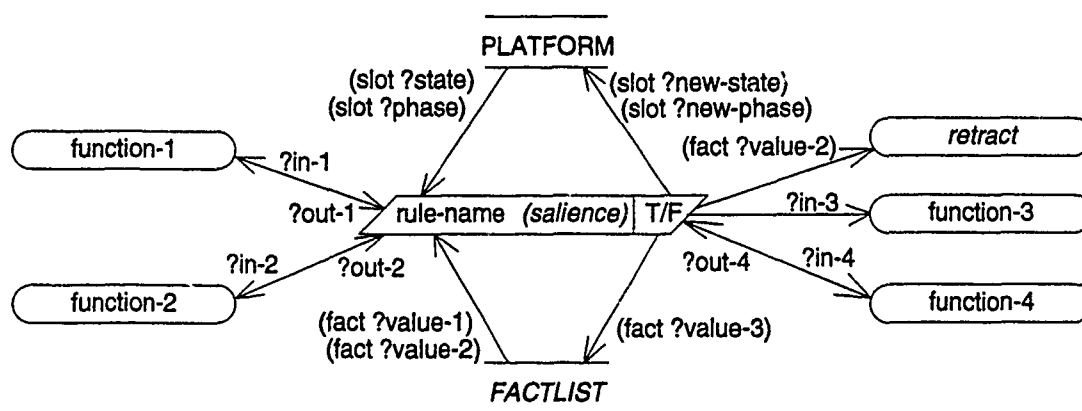 PLATFORM
(slot ?state)
(slot ?phase)
(slot ?new-state)
(slot ?new-phase)
function-1
?in-1
(fact ?value-2)
retract
?out-1
rule-name (salience) T/F
?in-3
function-3
?in-2
?out-2
?out-4
?in-4
function-2
function-4
(fact ?value-1)
(fact ?value-2)
(fact ?value-3)
FACTLIST